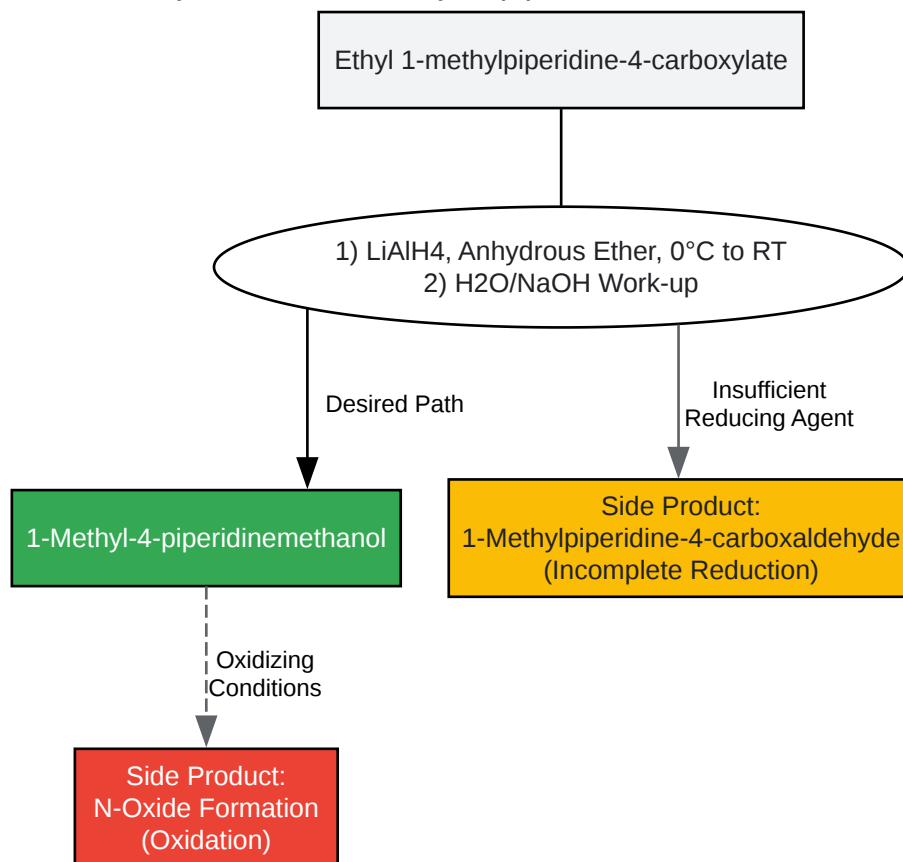 Ethyl 1-methylpiperidine-4-carboxylate
1) LiAlH4, Anhydrous Ether, 0°C to RT
2) H2O/NaOH Work-up
Desired Path
Insufficient
Reducing Agent
1-Methyl-4-piperidinemethanol
Side Product:
1-Methylpiperidine-4-carboxaldehyde
(Incomplete Reduction)
Oxidizing
Conditions
Side Product:
N-Oxide Formation
(Oxidation)